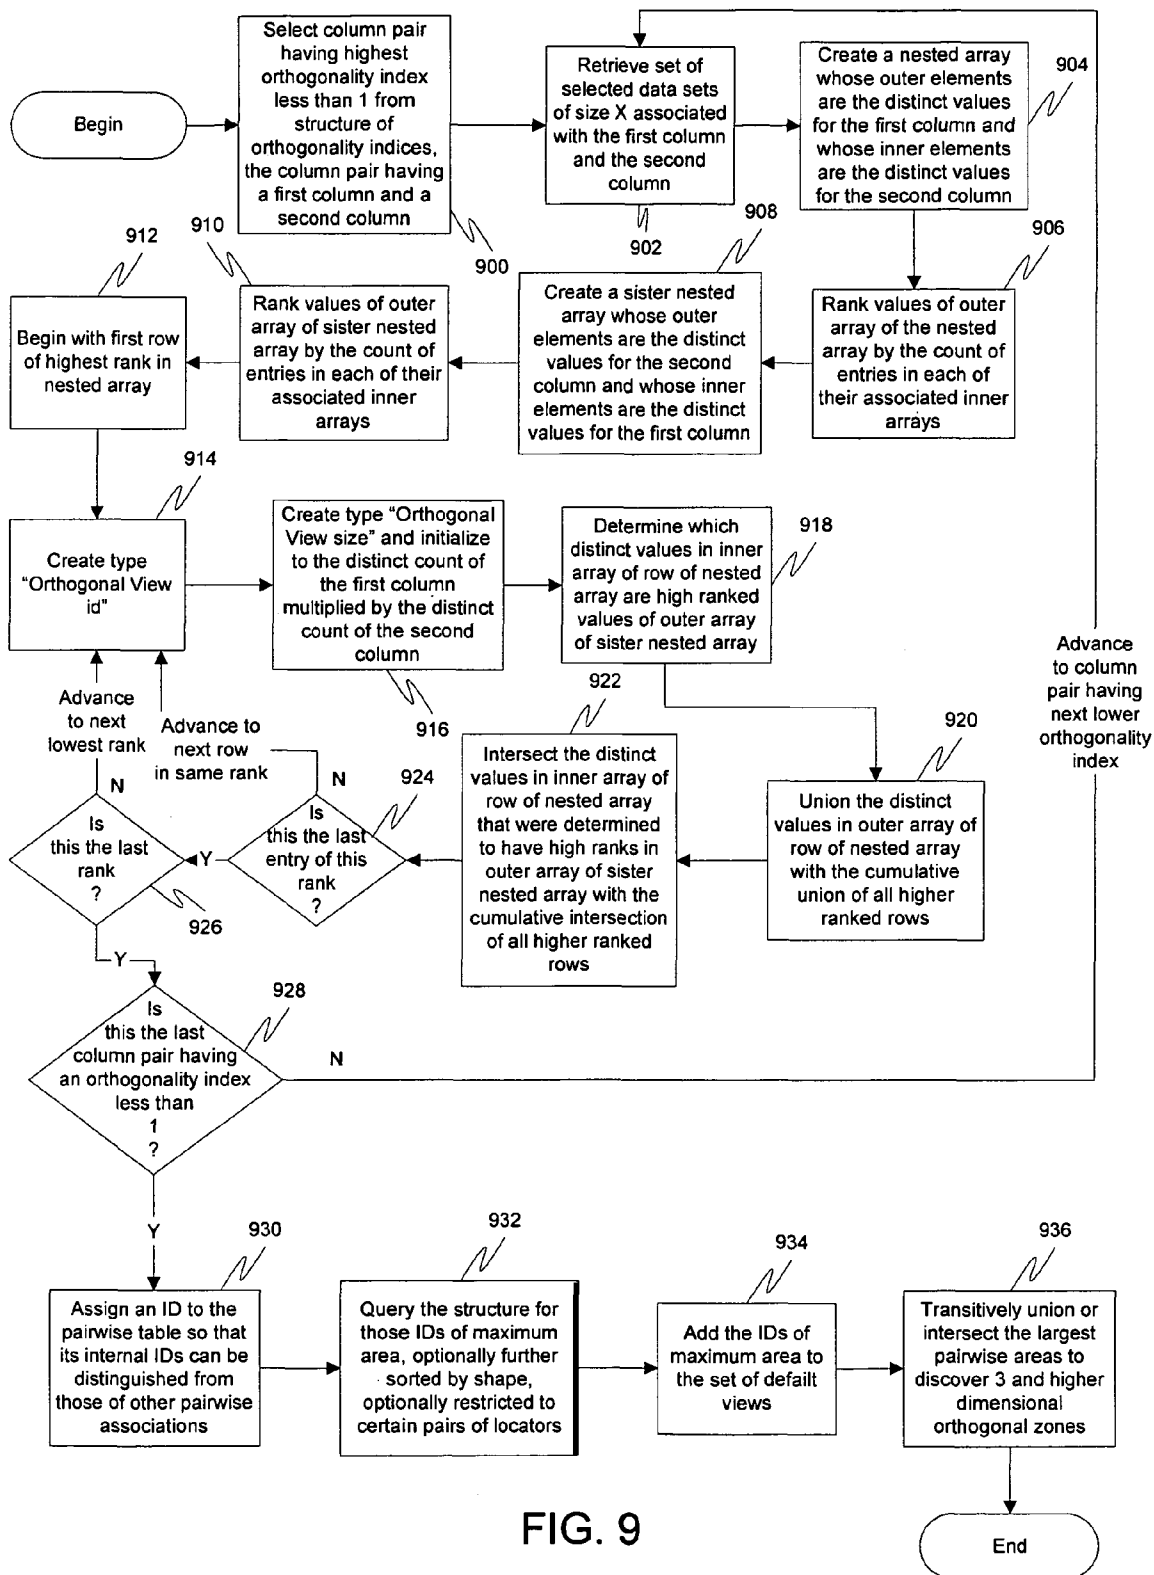 Begin
Select column pair
having highest
orthogonality index
less than 1 from
structure of
orthogonality indices,
the column pair having
a first column and a
second column
900
Retrieve set of
selected data sets
of size X associated
with the first column
and the second
column
902
Create a nested array
whose outer elements
are the distinct values
for the first column and
whose inner elements
are the distinct values
for the second column
904
906
Rank values of outer
array of the nested
array by the count of
entries in each of
their associated inner
arrays
908
Create a sister nested
array whose outer
elements are the distinct
values for the second
column and whose inner
elements are the distinct
values for the first column
910
Rank values of outer
array of sister nested
array by the count of
entries in each of their
associated inner
arrays
912
Begin with first row
of highest rank in
nested array
914
Create type
“Orthogonal View
id”
Create type “Orthogonal
View size” and initialize
to the distinct count of
the first column
multiplied by the distinct
count of the second
column
916
Determine which
distinct values in inner
array of row of nested
array are high ranked
values of outer array
of sister nested array
918
920
Union the distinct
values in outer array of
row of nested array
with the cumulative
union of all higher
ranked rows
922
Intersect the distinct
values in inner array of
row of nested array
that were determined
to have high ranks in
outer array of sister
nested array with the
cumulative intersection
of all higher ranked
rows
924
Is
this the last
entry of this
rank
?
N
Advance to
next row
in same rank
Y
Is
this the last
rank
?
926
N
Advance
to next
lowest rank
Y
928
Is
this the last
column pair having
an orthogonality index
less than
1
?
N
Advance
to column
pair having
next lower
orthogonality
index
Y
930
Assign an ID to the
pairwise table so that
its internal IDs can be
distinguished from
those of other pairwise
associations
932
Query the structure for
those IDs of maximum
area, optionally further
sorted by shape,
optionally restricted to
certain pairs of locators
934
Add the IDs of
maximum area to
the set of defailt
views
936
Transitively union or
intersect the largest
pairwise areas to
discover 3 and higher
dimensional
orthogonal zones
End
FIG. 9